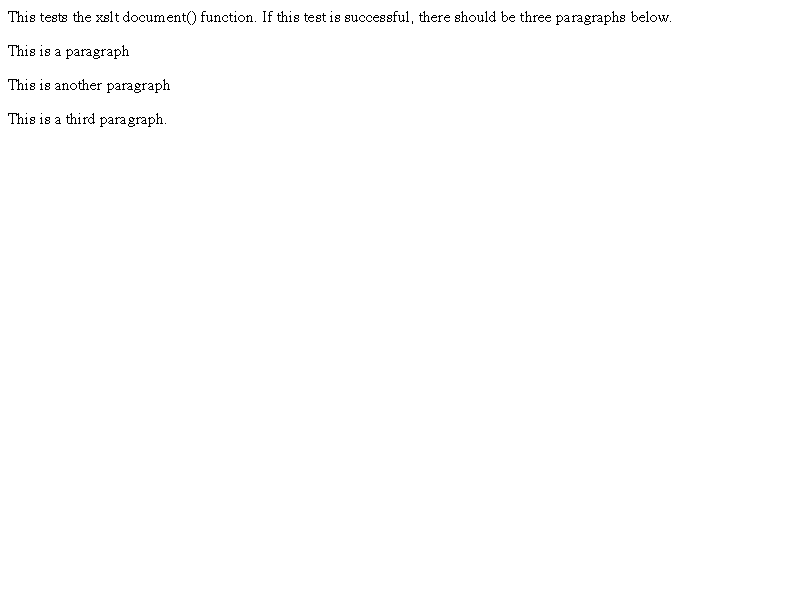 This tests the xslt document() function. If this test is successful, there should be three paragraphs below.
This is a paragraph
This is another paragraph
This is a third paragraph.